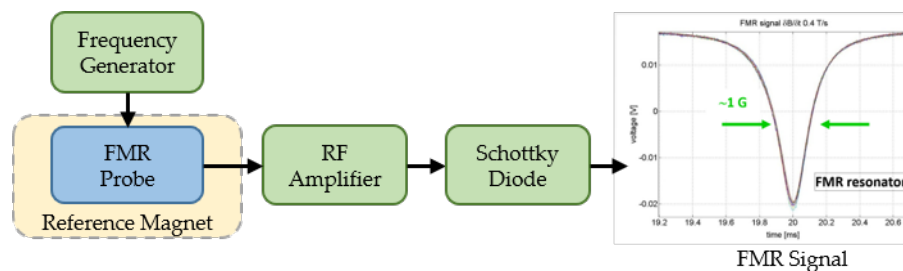 Frequency
Generator
FMR
Probe
Reference Magnet
RF
Amplifier
Schottky
Diode
FMR signal ∂B/∂t 0.4 T/s
voltage [V]
0.01
0
-0.01
-0.02
~1 G
FMR resonator
19.2 19.4 19.6 19.8 20 20.2 20.4 20.6
time [ms]
FMR Signal